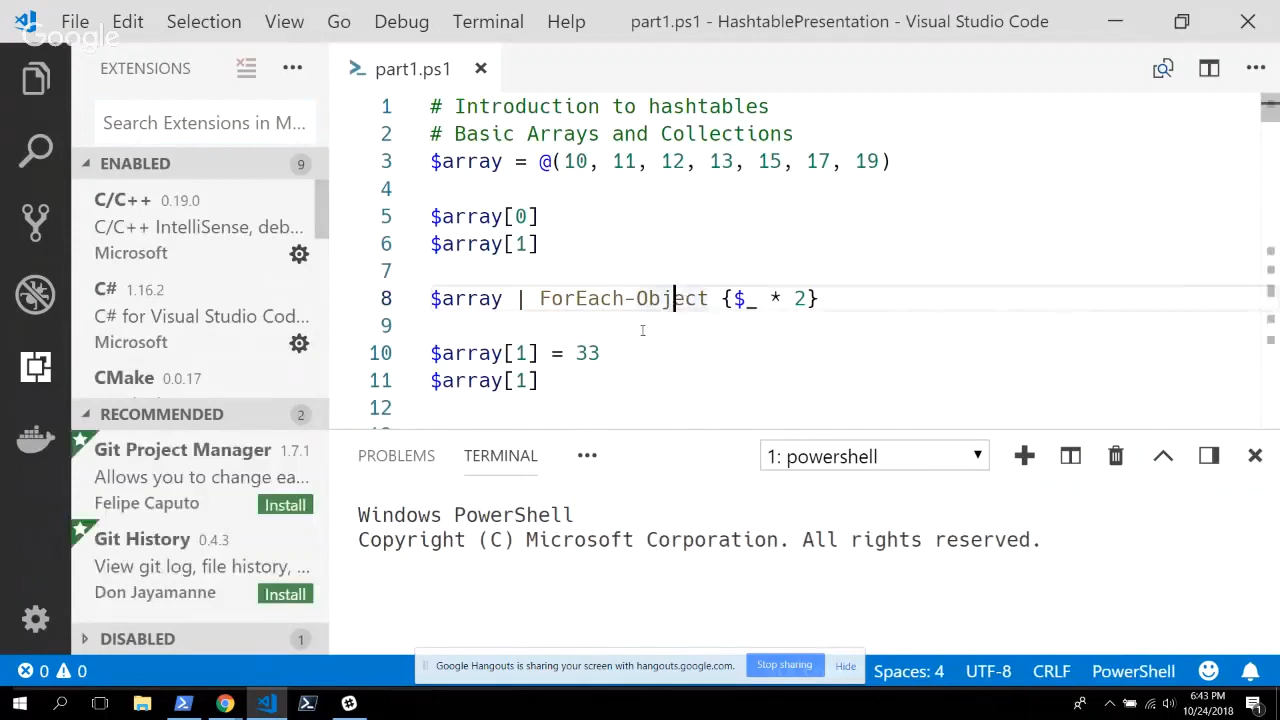 File Edit Selection View Go Debug Terminal Help part1.ps1 - HashtablePresentation - Visual Studio Code
Google
EXTENSIONS
part1.ps1
Search Extensions in M...
ENABLED 9
C/C++ 0.19.0
C/C++ IntelliSense, deb...
Microsoft
C# 1.16.2
C# for Visual Studio Cod...
Microsoft
CMake 0.0.17
RECOMMENDED 2
Git Project Manager 1.7.1
Allows you to change ea...
Felipe Caputo Install
Git History 0.4.3
View git log, file history, ...
Don Jayamanne Install
DISABLED 1
1 # Introduction to hashtables
2 # Basic Arrays and Collections
3 $array = @(10, 11, 12, 13, 15, 17, 19)
4
5 $array[0]
6 $array[1]
7
8 $array | ForEach-Object {$_ * 2}
9
10 $array[1] = 33
11 $array[1]
12
PROBLEMS TERMINAL 1: powershell
Windows PowerShell
Copyright (C) Microsoft Corporation. All rights reserved.
Google Hangouts is sharing your screen with hangouts.google.com. Stop sharing Hide
0 0 Spaces: 4 UTF-8 CRLF PowerShell
6:43 PM
10/24/2018 1